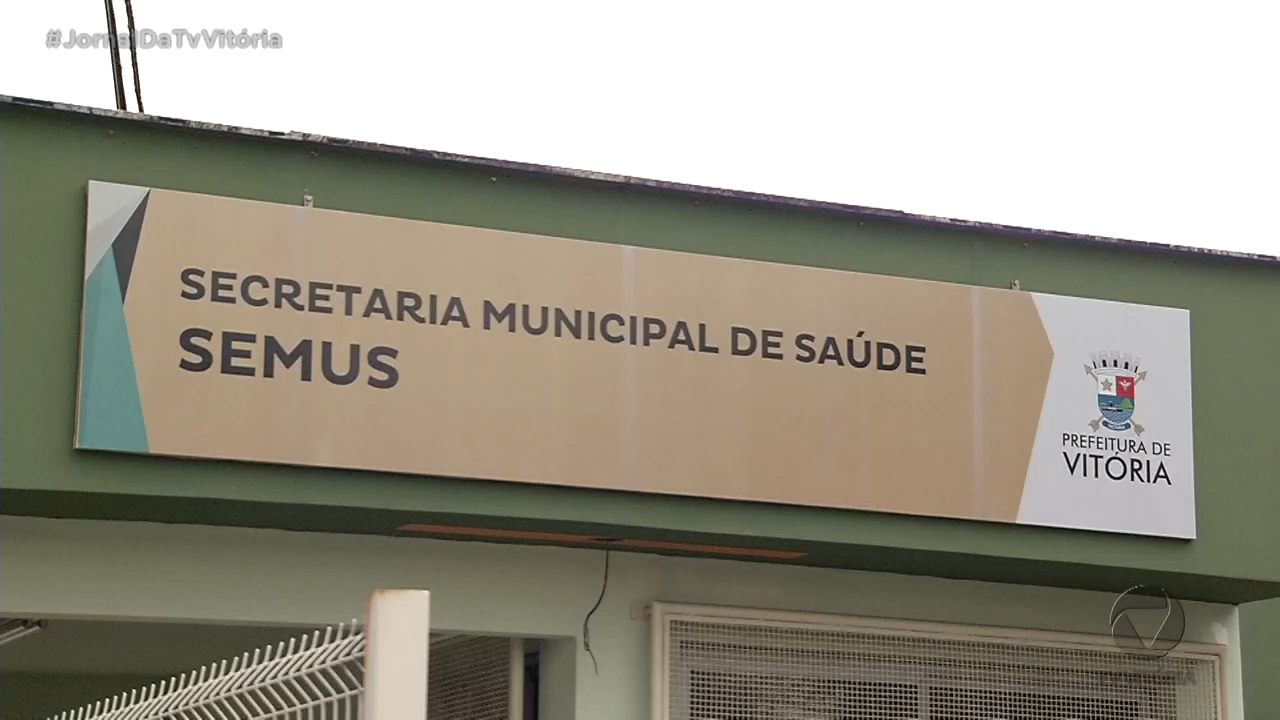 #JornalDaTvVitória
SECRETARIA MUNICIPAL DE SAÚDE
SEMUS
PREFEITURA DE
VITÓRIA